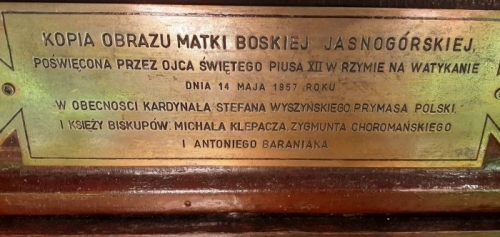 KOPIA OBRAZU MATKI BOSKIEJ JASNOGÓRSKIEJ,
POŚWIĘCONA PRZEZ OJCA ŚWIĘTEGO PIUSA XII W RZYMIE NA WATYKANIE
DNIA 14 MAJA 1957 ROKU
W OBECNOŚCI KARDYNAŁA STEFANA WYSZYŃSKIEGO, PRYMASA POLSKI,
I KSIĘŻY BISKUPÓW: MICHAŁA KLEPACZA, ZYGMUNTA CHOROMAŃSKIEGO
I ANTONIEGO BARANIAKA